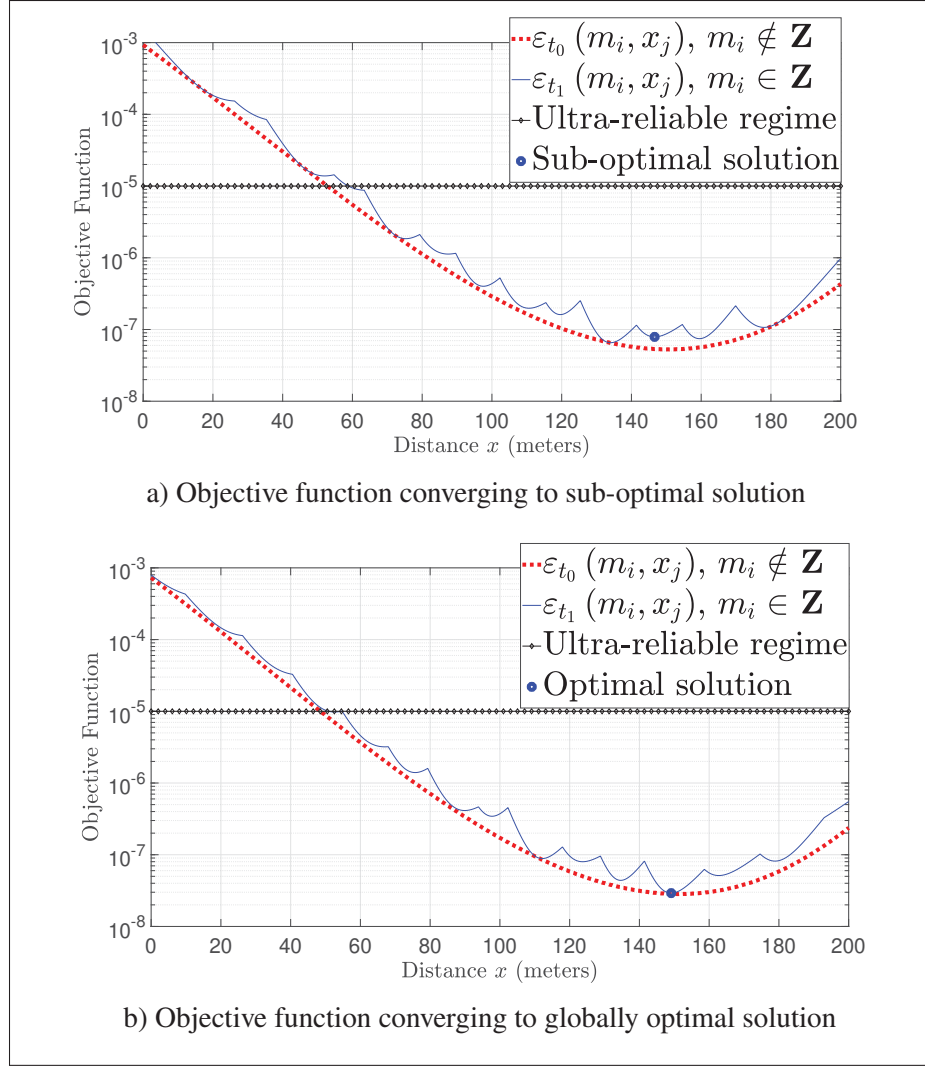 10⁻³
10⁻⁴
10⁻⁵
10⁻⁶
10⁻⁷
10⁻⁸
Objective Function
ε_{t₀} (m_i, x_j), m_i ∉ Z
ε_{t₁} (m_i, x_j), m_i ∈ Z
Ultra-reliable regime
Sub-optimal solution
0 20 40 60 80 100 120 140 160 180 200
Distance x (meters)
a) Objective function converging to sub-optimal solution
10⁻³
10⁻⁴
10⁻⁵
10⁻⁶
10⁻⁷
10⁻⁸
Objective Function
ε_{t₀} (m_i, x_j), m_i ∉ Z
ε_{t₁} (m_i, x_j), m_i ∈ Z
Ultra-reliable regime
Optimal solution
0 20 40 60 80 100 120 140 160 180 200
Distance x (meters)
b) Objective function converging to globally optimal solution